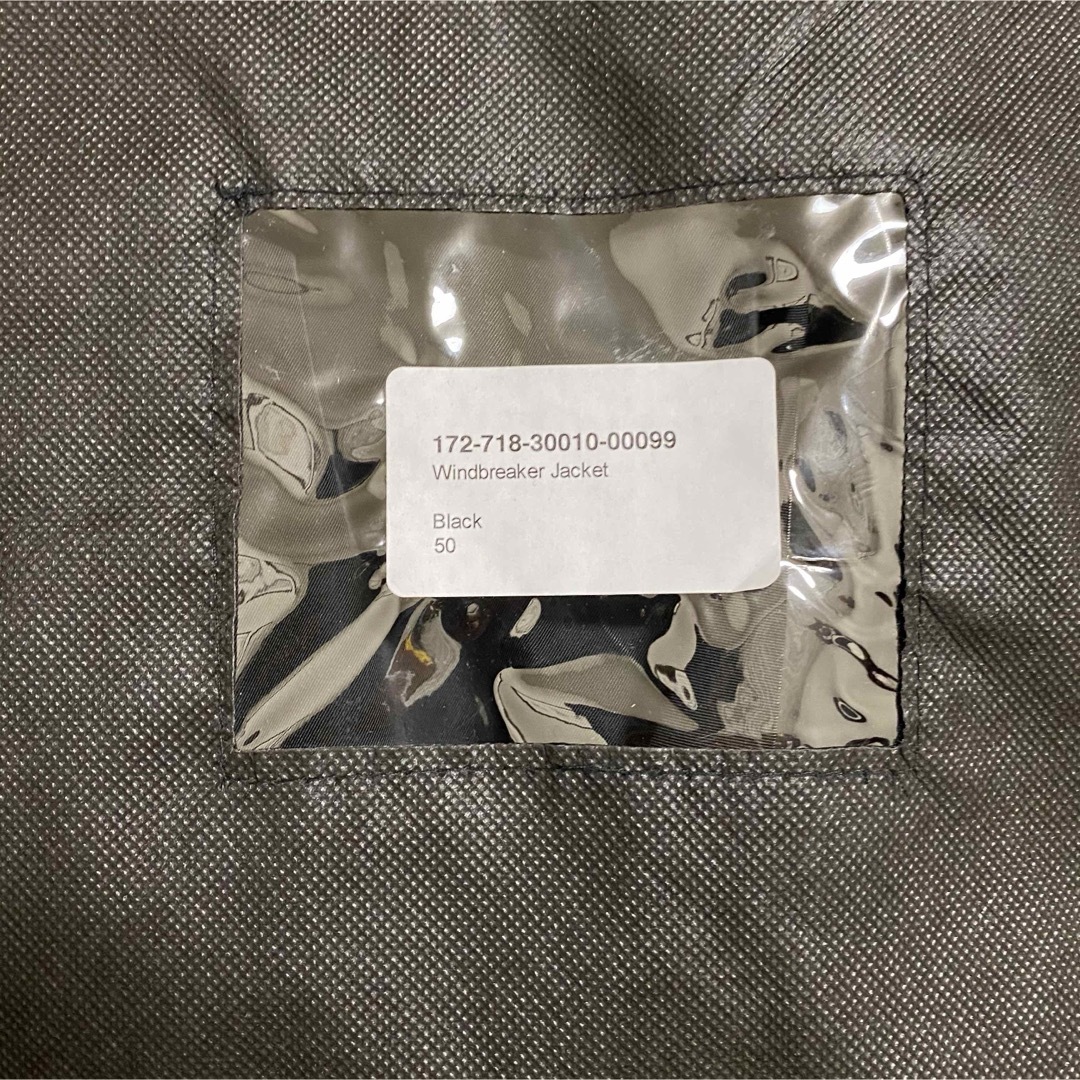 172-718-30010-00099
Windbreaker Jacket
Black
50